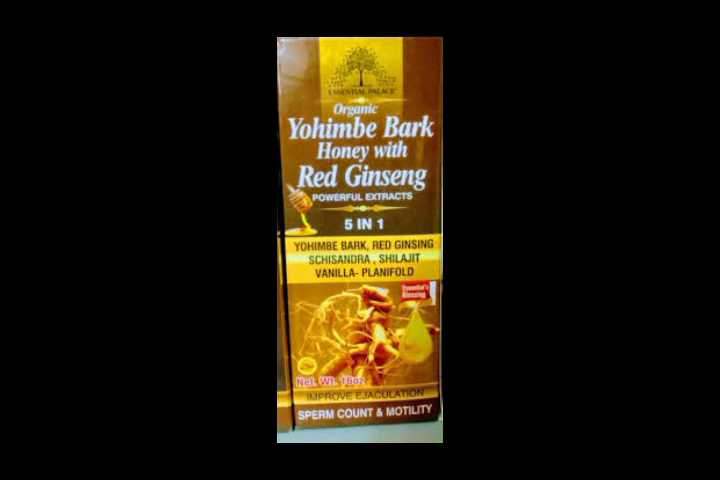 ESSENTIAL PALACE
Organic
Yohimbe Bark
Honey with
Red Ginseng
POWERFUL EXTRACTS
5 IN 1
YOHIMBE BARK, RED GINSING
SCHISANDRA , SHILAJIT
VANILLA- PLANIFOLD
Essential's
Blessing
Net. Wt. 16oz
IMPROVE EJACULATION
SPERM COUNT & MOTILITY